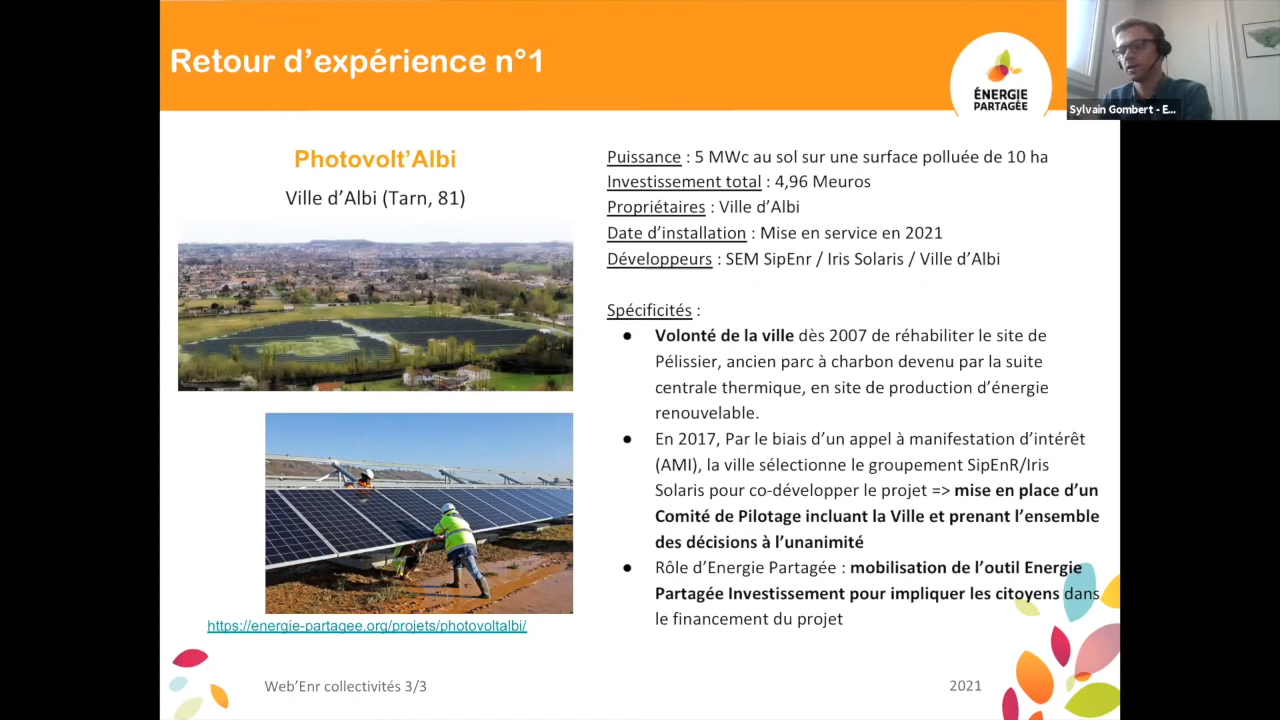 Retour d'expérience n°1
ÉNERGIE
PARTAGÉE
Sylvain Gombert - E...
Photovolt'Albi
Ville d'Albi (Tarn, 81)
https://energie-partagee.org/projets/photovoltalbi/
Puissance : 5 MWc au sol sur une surface polluée de 10 ha
Investissement total : 4,96 Meuros
Propriétaires : Ville d'Albi
Date d'installation : Mise en service en 2021
Développeurs : SEM SipEnr / Iris Solaris / Ville d'Albi
Spécificités :
● Volonté de la ville dès 2007 de réhabiliter le site de
Pélissier, ancien parc à charbon devenu par la suite
centrale thermique, en site de production d'énergie
renouvelable.
● En 2017, Par le biais d'un appel à manifestation d'intérêt
(AMI), la ville sélectionne le groupement SipEnR/Iris
Solaris pour co-développer le projet => mise en place d'un
Comité de Pilotage incluant la Ville et prenant l'ensemble
des décisions à l'unanimité
● Rôle d'Energie Partagée : mobilisation de l'outil Energie
Partagée Investissement pour impliquer les citoyens dans
le financement du projet
Web'Enr collectivités 3/3
2021